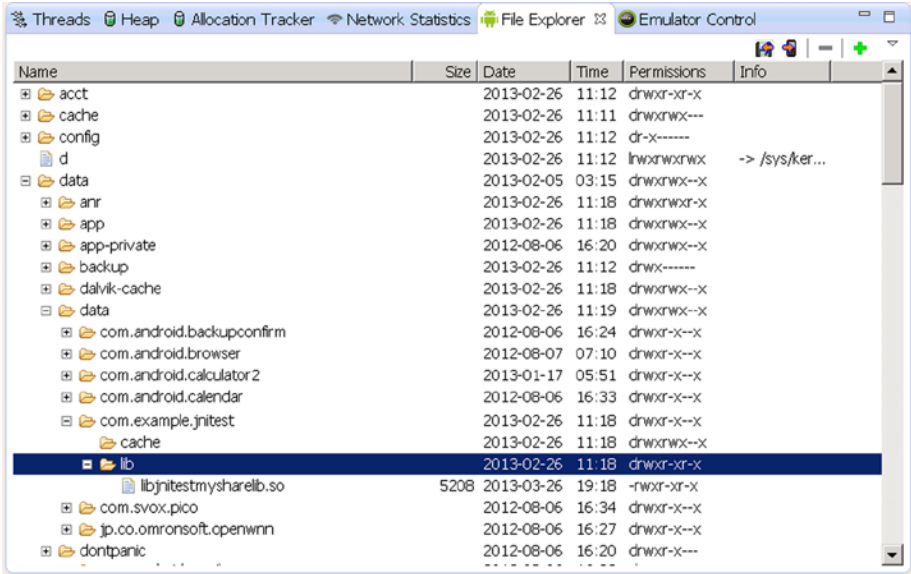 Threads Heap Allocation Tracker Network Statistics File Explorer Emulator Control
Name Size Date Time Permissions Info
acct 2013-02-26 11:12 drwxr-xr-x
cache 2013-02-26 11:11 drwxrwx---
config 2013-02-26 11:12 dr-x------
d 2013-02-26 11:12 lrwxrwxrwx -> /sys/ker...
data 2013-02-05 03:15 drwxrwx--x
anr 2013-02-26 11:18 drwxrwxr-x
app 2013-02-26 11:18 drwxrwx--x
app-private 2012-08-06 16:20 drwxrwx--x
backup 2013-02-26 11:12 drwx------
dalvik-cache 2013-02-26 11:18 drwxrwx--x
data 2013-02-26 11:19 drwxrwx--x
com.android.backupconfirm 2012-08-06 16:24 drwxr-x--x
com.android.browser 2012-08-07 07:10 drwxr-x--x
com.android.calculator2 2013-01-17 05:51 drwxr-x--x
com.android.calendar 2012-08-06 16:33 drwxr-x--x
com.example.jnitest 2013-02-26 11:18 drwxr-x--x
cache 2013-02-26 11:18 drwxrwx--x
lib 2013-02-26 11:18 drwxr-xr-x
libjnitestmysharelib.so 5208 2013-03-26 19:18 -rwxr-xr-x
com.svox.pico 2012-08-06 16:34 drwxr-x--x
jp.co.omronsoft.openwnn 2012-08-06 16:27 drwxr-x--x
dontpanic 2012-08-06 16:20 drwxr-x---